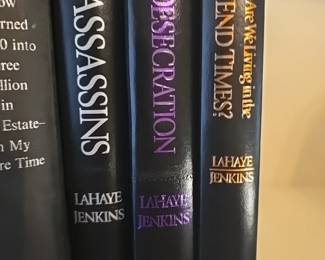 ow
rned
0 into
ree
illion
in
Estate–
n My
re Time
ASSASSINS
LAHAYE
JENKINS
DESECRATION
LAHAYE
JENKINS
Are We Living in the
END TIMES?
LAHAYE
JENKINS